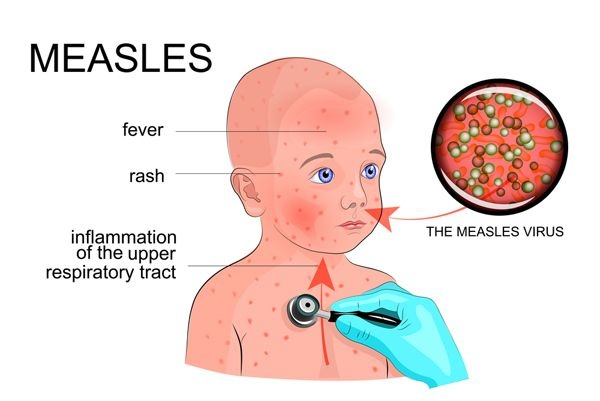 MEASLES
fever
rash
inflammation
of the upper
respiratory tract
THE MEASLES VIRUS